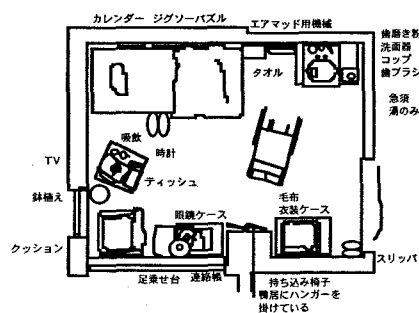 カレンダー ジグソーパズル
エアマッド用機械
歯磨き粉
洗面器
コップ
歯ブラシ
タオル
急須
湯のみ
吸飲
時計
TV
ティッシュ
鉢植え
毛布
衣装ケース
眼鏡ケース
クッション
スリッパ
足乗せ台
連絡帳
持ち込み椅子
鴨居にハンガーを
掛けている